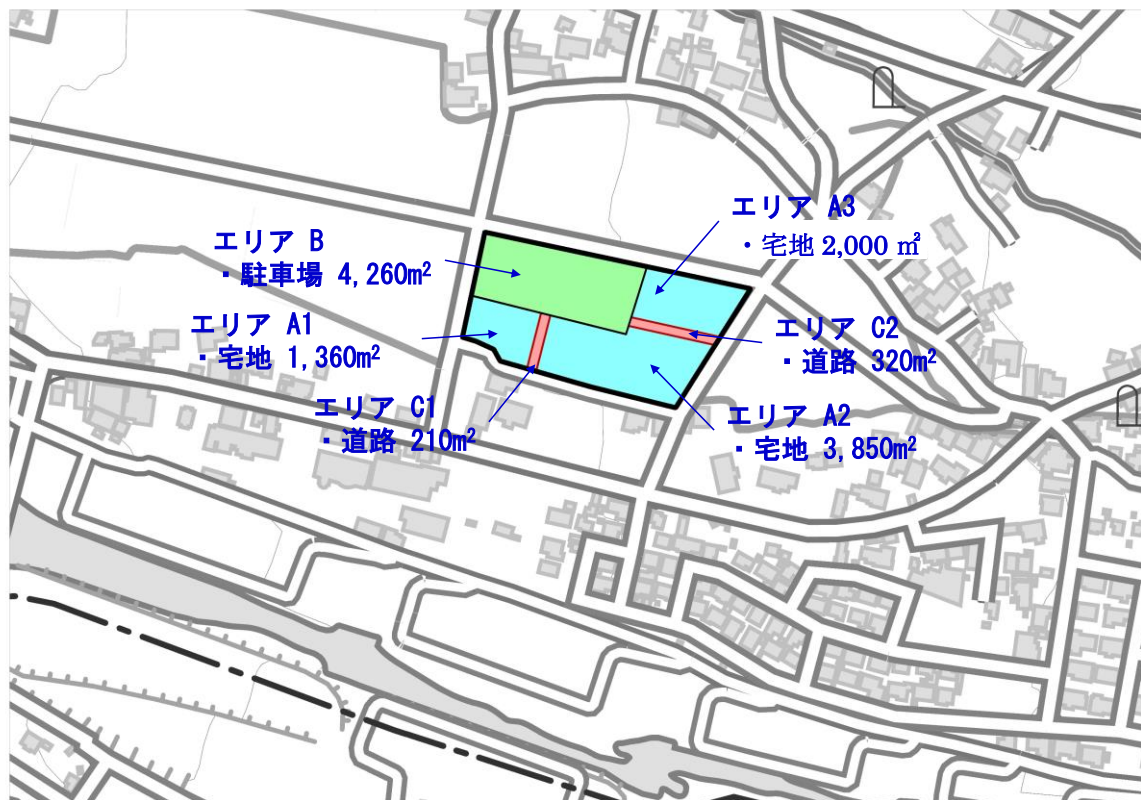 エリア A3
・宅地 2,000 ㎡
エリア B
・駐車場 4,260m²
エリア A1
・宅地 1,360m²
エリア C2
・道路 320m²
エリア C1
・道路 210m²
エリア A2
・宅地 3,850m²